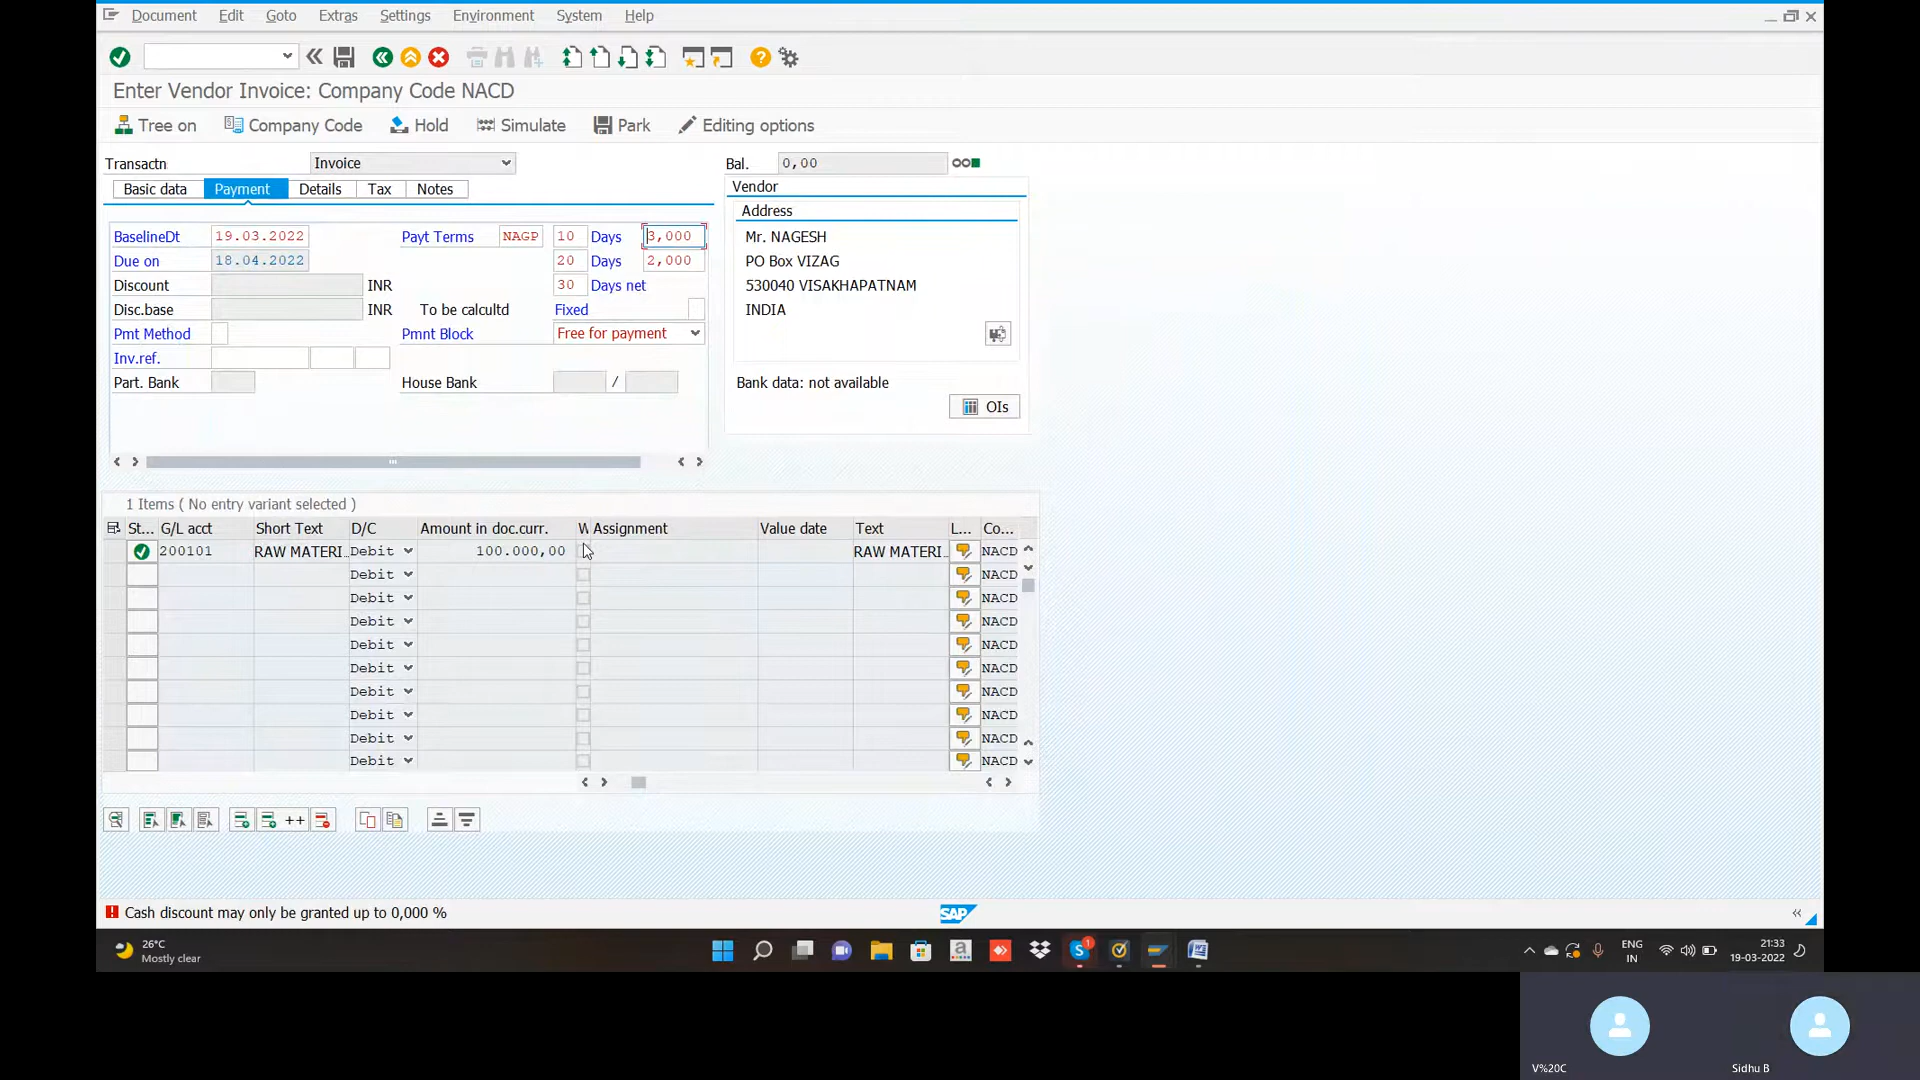 Document Edit Goto Extras Settings Environment System Help
Enter Vendor Invoice: Company Code NACD
Tree on Company Code Hold Simulate Park Editing options
Transactn Invoice Bal. 0,00
Basic data Payment Details Tax Notes
Vendor
Address
BaselineDt 19.03.2022 Payt Terms NAGP 10 Days 3,000
Mr. NAGESH
Due on 18.04.2022 20 Days 2,000
PO Box VIZAG
Discount INR 30 Days net
530040 VISAKHAPATNAM
Disc.base INR To be calcultd Fixed
INDIA
Pmt Method Pmnt Block Free for payment
Inv.ref.
Part. Bank House Bank /
Bank data: not available
OIs
1 Items ( No entry variant selected )
St... G/L acct Short Text D/C Amount in doc.curr. W Assignment Value date Text L... Co...
200101 RAW MATERI... Debit 100.000,00 RAW MATERI... NACD
Debit NACD
Debit NACD
Debit NACD
Debit NACD
Debit NACD
Debit NACD
Debit NACD
Debit NACD
Debit NACD
++
Cash discount may only be granted up to 0,000 %
SAP
26°C
Mostly clear
1
ENG
IN
21:33
19-03-2022
V%20C
Sidhu B